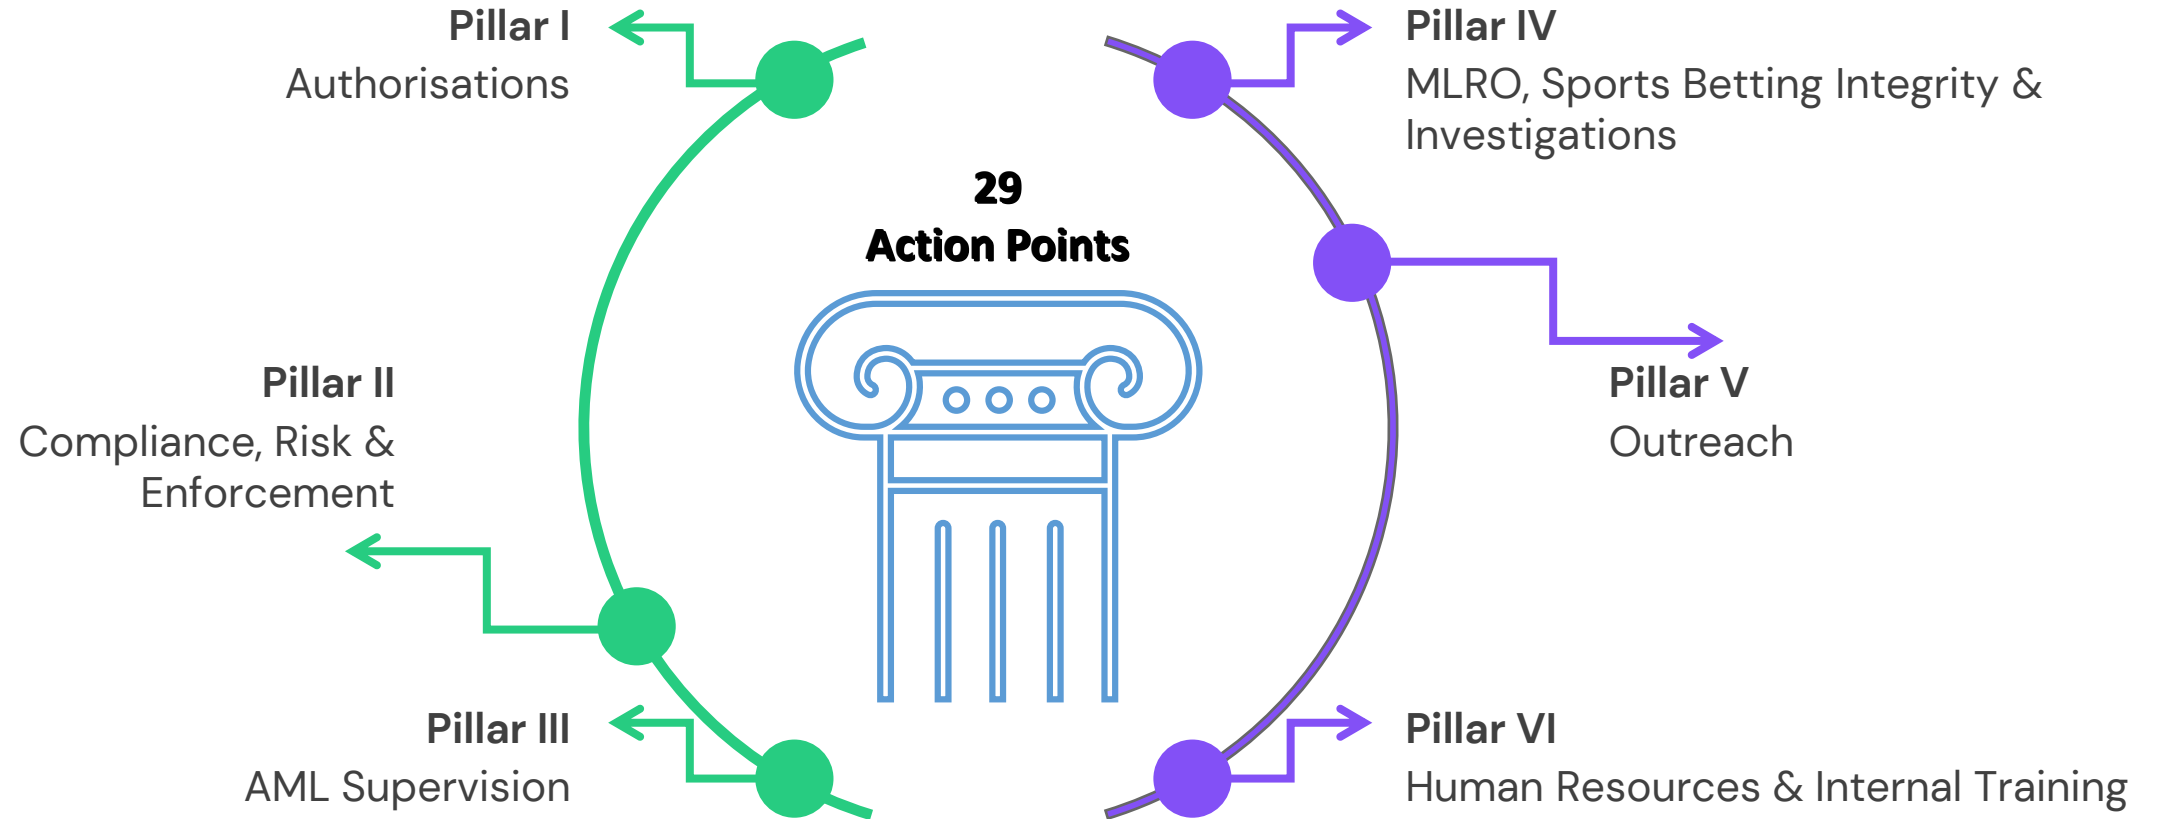 Pillar I
Authorisations
Pillar II
Compliance, Risk &
Enforcement
Pillar III
AML Supervision
29
Action Points
Pillar IV
MLRO, Sports Betting Integrity &
Investigations
Pillar V
Outreach
Pillar VI
Human Resources & Internal Training